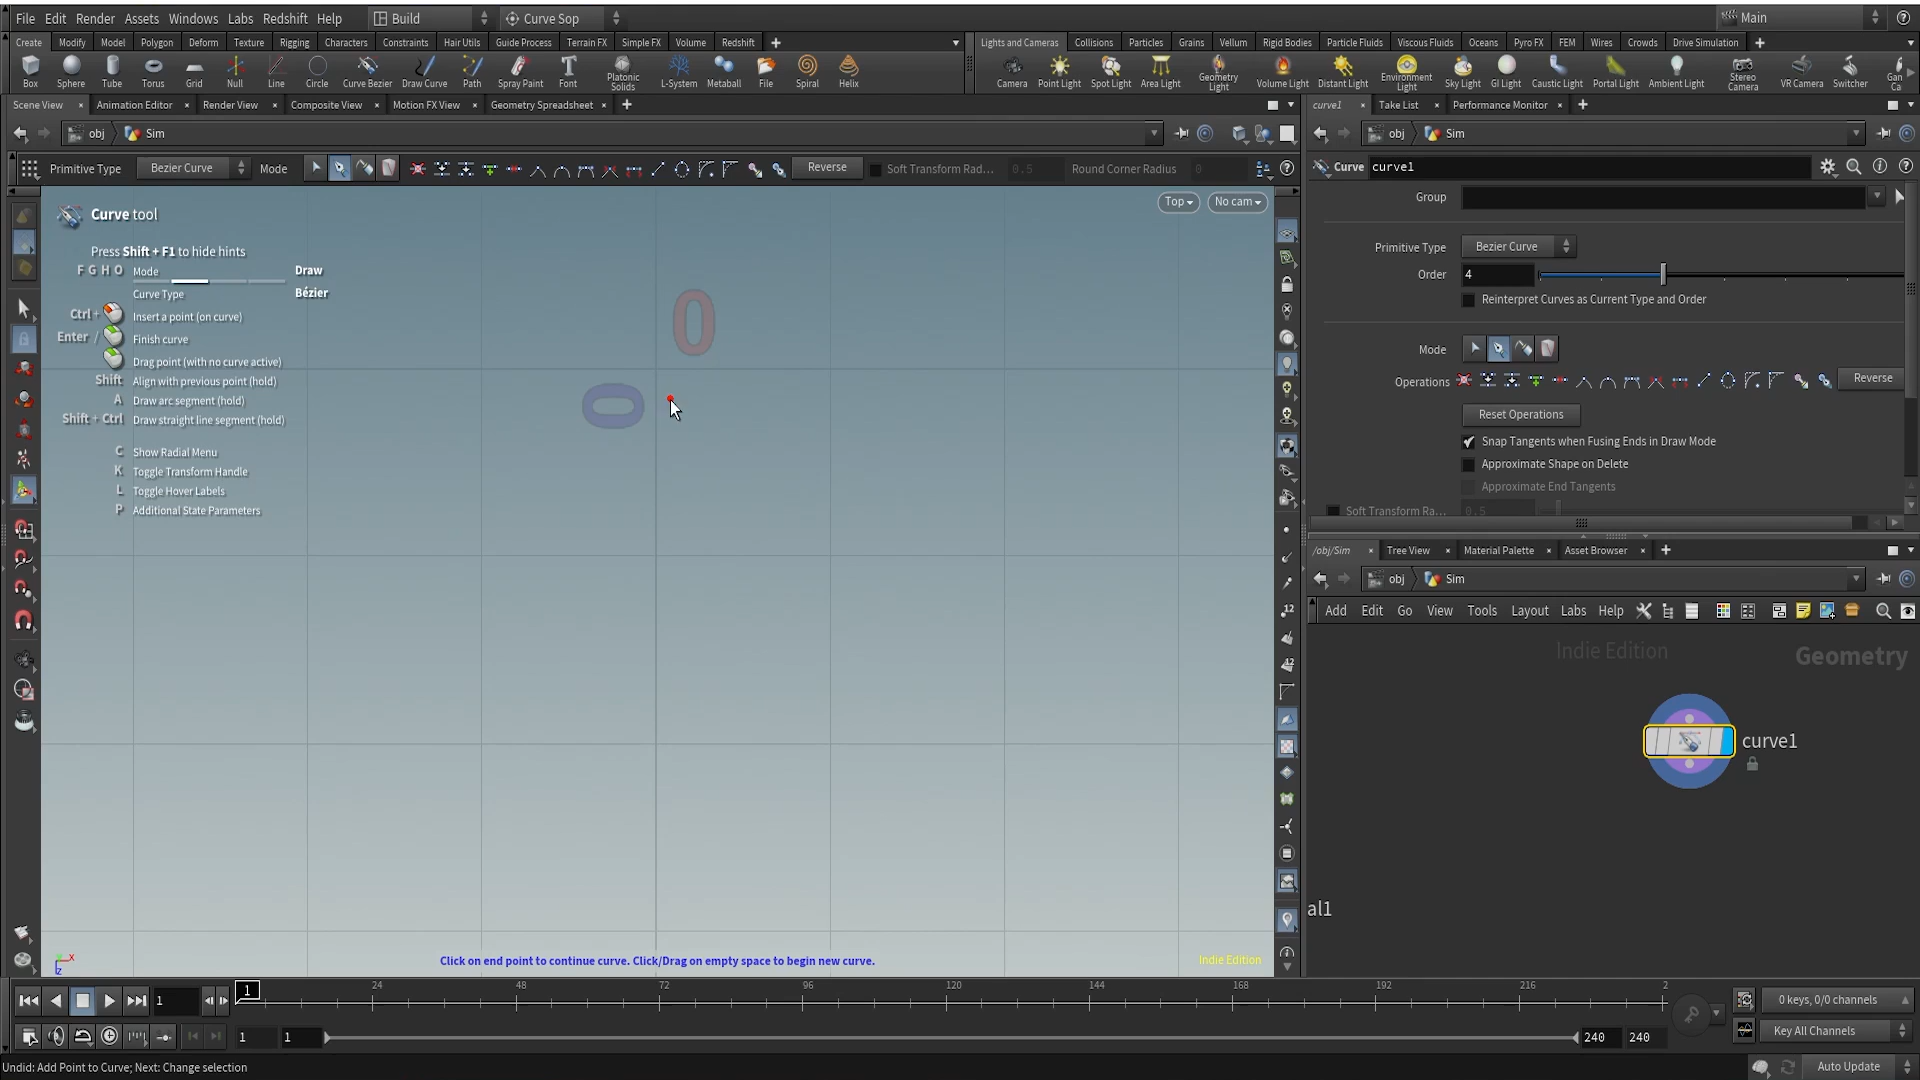 File Edit Render Assets Windows Labs Redshift Help Build Curve Sop Main
Create Modify Model Polygon Deform Texture Rigging Characters Constraints Hair Utils Guide Process Terrain FX Simple FX Volume Redshift
Lights and Cameras Collisions Particles Grains Vellum Rigid Bodies Particle Fluids Viscous Fluids Oceans Pyro FX FEM Wires Crowds Drive Simulation
Box Sphere Tube Torus Grid Null Line Circle Curve Bezier Draw Curve Path Spray Paint Font Platonic Solids L-System Metaball File Spiral Helix
Camera Point Light Spot Light Area Light Geometry Light Volume Light Distant Light Environment Light Sky Light GI Light Caustic Light Portal Light Ambient Light Stereo Camera VR Camera Switcher Gan Ca
Scene View Animation Editor Render View Composite View Motion FX View Geometry Spreadsheet
curve1 Take List Performance Monitor
obj Sim
obj Sim
Primitive Type Bezier Curve Mode Reverse Soft Transform Rad... 0.5 Round Corner Radius 0
Curve curve1
Top No cam
Curve tool
Press Shift + F1 to hide hints
F G H O Mode Draw
Curve Type Bézier
Ctrl + Insert a point (on curve)
Enter / Finish curve
Drag point (with no curve active)
Shift Align with previous point (hold)
A Draw arc segment (hold)
Shift + Ctrl Draw straight line segment (hold)
C Show Radial Menu
K Toggle Transform Handle
L Toggle Hover Labels
P Additional State Parameters
0
0
Click on end point to continue curve. Click/Drag on empty space to begin new curve.
Indie Edition
Group
Primitive Type Bezier Curve
Order 4
Reinterpret Curves as Current Type and Order
Mode
Operations Reverse
Reset Operations
Snap Tangents when Fusing Ends in Draw Mode
Approximate Shape on Delete
Approximate End Tangents
Soft Transform Ra... 0.5
/obj/Sim Tree View Material Palette Asset Browser
obj Sim
Add Edit Go View Tools Layout Labs Help
Indie Edition Geometry
curve1
al1
1 1 24 48 72 96 120 144 168 192 216 2
0 keys, 0/0 channels
1 1 240 240
Key All Channels
Undid: Add Point to Curve; Next: Change selection
Auto Update